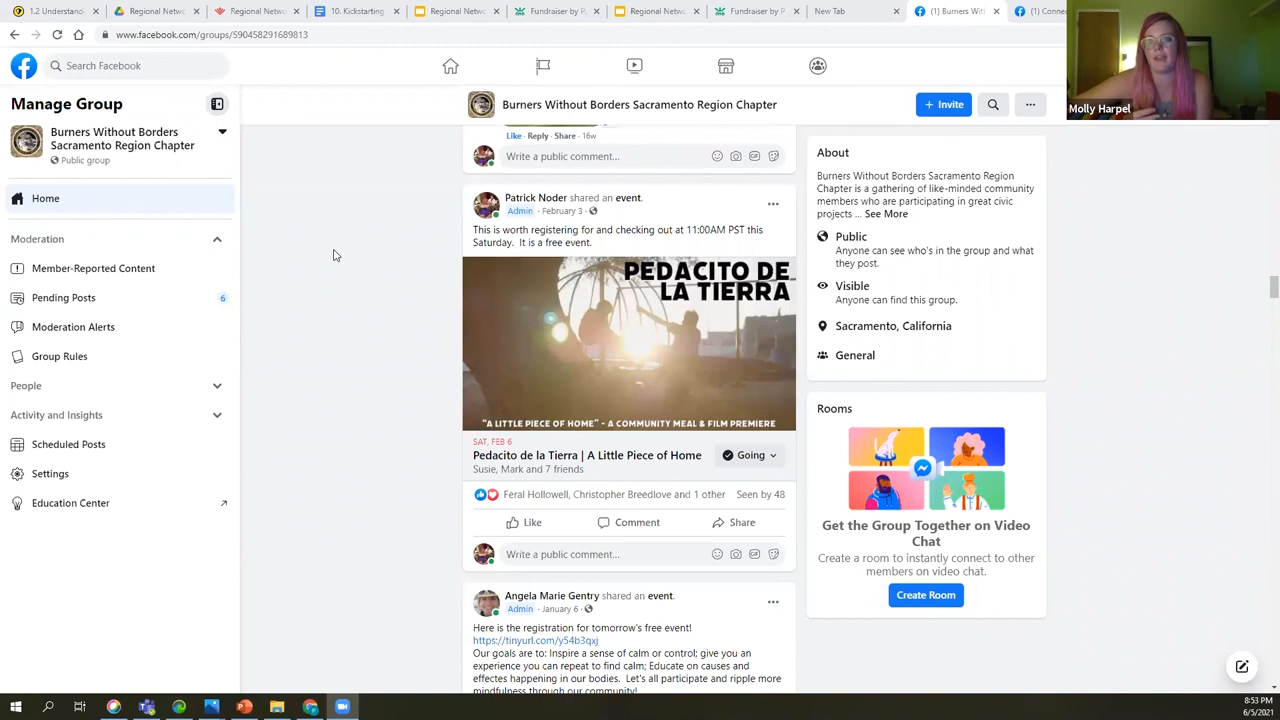 1.2 Understandi
Regional Netwo
Regional Netwo
10. Kickstarting
Regional Netwo
Fundraiser by P
Regional Netwo
Fundraiser by P
New Tab
(1) Burners Wit
(1) Conne
www.facebook.com/groups/590458291689813
Search Facebook
Manage Group
Burners Without Borders
Sacramento Region Chapter
Public group
Home
Moderation
Member-Reported Content
Pending Posts 6
Moderation Alerts
Group Rules
People
Activity and Insights
Scheduled Posts
Settings
Education Center
Burners Without Borders Sacramento Region Chapter
+ Invite
Like · Reply · Share · 16w
Write a public comment...
Patrick Noder shared an event.
Admin · February 3 ·
This is worth registering for and checking out at 11:00AM PST this
Saturday. It is a free event.
PEDACITO DE
LA TIERRA
"A LITTLE PIECE OF HOME" - A COMMUNITY MEAL & FILM PREMIERE
SAT, FEB 6
Pedacito de la Tierra | A Little Piece of Home
Going
Susie, Mark and 7 friends
Feral Hollowell, Christopher Breedlove and 1 other
Seen by 48
Like
Comment
Share
Write a public comment...
Angela Marie Gentry shared an event.
Admin · January 6 ·
Here is the registration for tomorrow's free event!
https://tinyurl.com/y54b3qxj
Our goals are to: Inspire a sense of calm or control; give you an
experience you can repeat to find calm; Educate on causes and
effectes happening in our bodies. Let's all participate and ripple more
mindfulness through our community!
About
Burners Without Borders Sacramento Region
Chapter is a gathering of like-minded community
members who are participating in great civic
projects ... See More
Public
Anyone can see who's in the group and what
they post.
Visible
Anyone can find this group.
Sacramento, California
General
Rooms
Get the Group Together on Video
Chat
Create a room to instantly connect to other
members on video chat.
Create Room
Molly Harpel
8:53 PM
6/5/2021